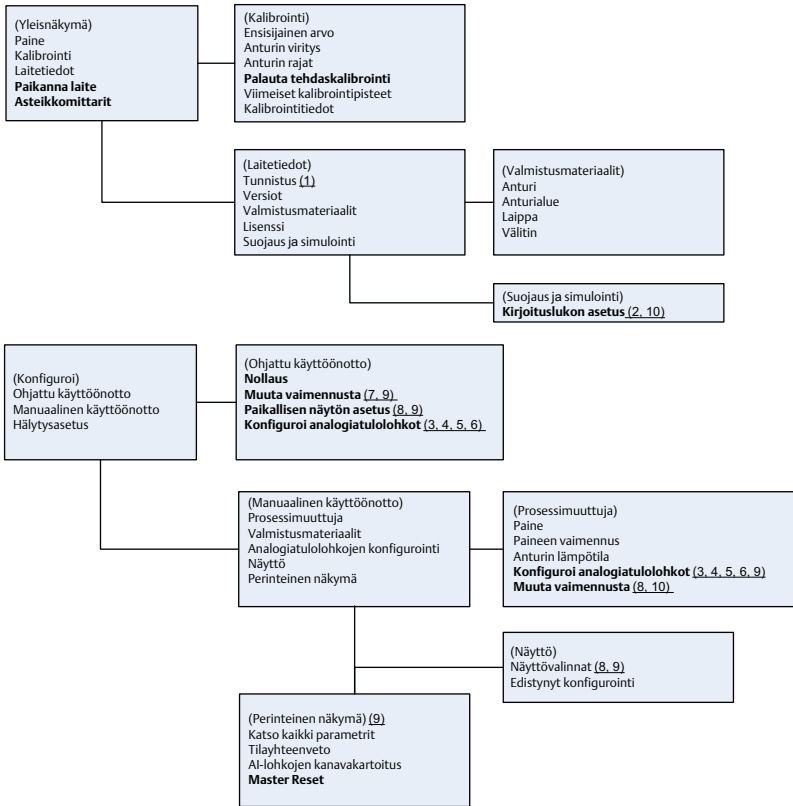 (Yleisnäkymä)
Paine
Kalibrointi
Laitetiedot
Paikanna laite
Asteikkomittarit
(Kalibrointi)
Ensisijainen arvo
Anturin viritys
Anturin rajat
Palauta tehdaskalibrointi
Viimeiset kalibrointipisteet
Kalibrointitiedot
(Laitetiedot)
Tunnistus (1)
Versiot
Valmistusmateriaalit
Lisenssi
Suojaus ja simulointi
(Valmistusmateriaalit)
Anturi
Anturialue
Laippa
Välitin
(Suojaus ja simulointi)
Kirjoituslukon asetus (2, 10)
(Konfiguroi)
Ohjattu käyttöönotto
Manuaalinen käyttöönotto
Hälytysasetus
(Ohjattu käyttöönotto)
Nollaus
Muuta vaimennusta (7, 9)
Paikallisen näytön asetus (8, 9)
Konfiguroi analogiatulolohkot (3, 4, 5, 6)
(Manuaalinen käyttöönotto)
Prosessimuuttuja
Valmistusmateriaalit
Analogiatulolohkojen konfigurointi
Näyttö
Perinteinen näkymä
(Prosessimuuttuja)
Paine
Paineen vaimennus
Anturin lämpötila
Konfiguroi analogiatulolohkot (3, 4, 5, 6, 9)
Muuta vaimennusta (8, 10)
(Näyttö)
Näyttövalinnat (8, 9)
Edistynyt konfigurointi
(Perinteinen näkymä) (9)
Katso kaikki parametrit
Tilayhteenveto
AI-lohkojen kanavakartoitus
Master Reset